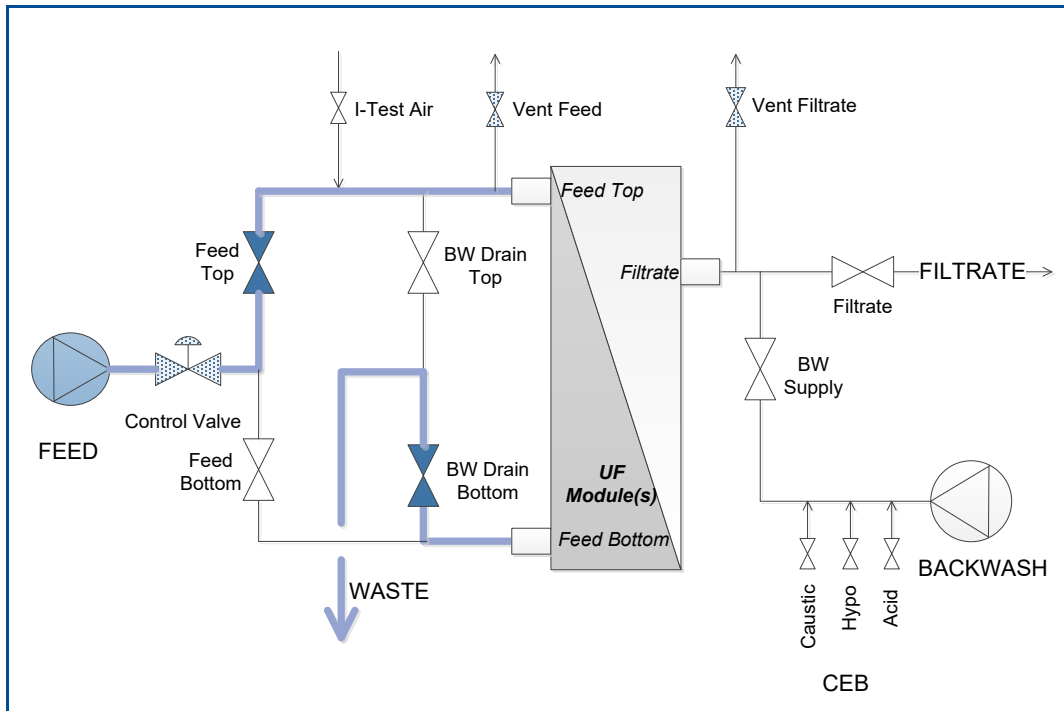 I-Test Air
Vent Feed
Vent Filtrate
Feed Top
Feed
Top
BW Drain
Top
Filtrate
FILTRATE
Filtrate
BW
Supply
Control Valve
FEED
Feed
Bottom
BW Drain
Bottom
UF
Module(s)
Feed Bottom
WASTE
BACKWASH
Caustic
Hypo
Acid
CEB